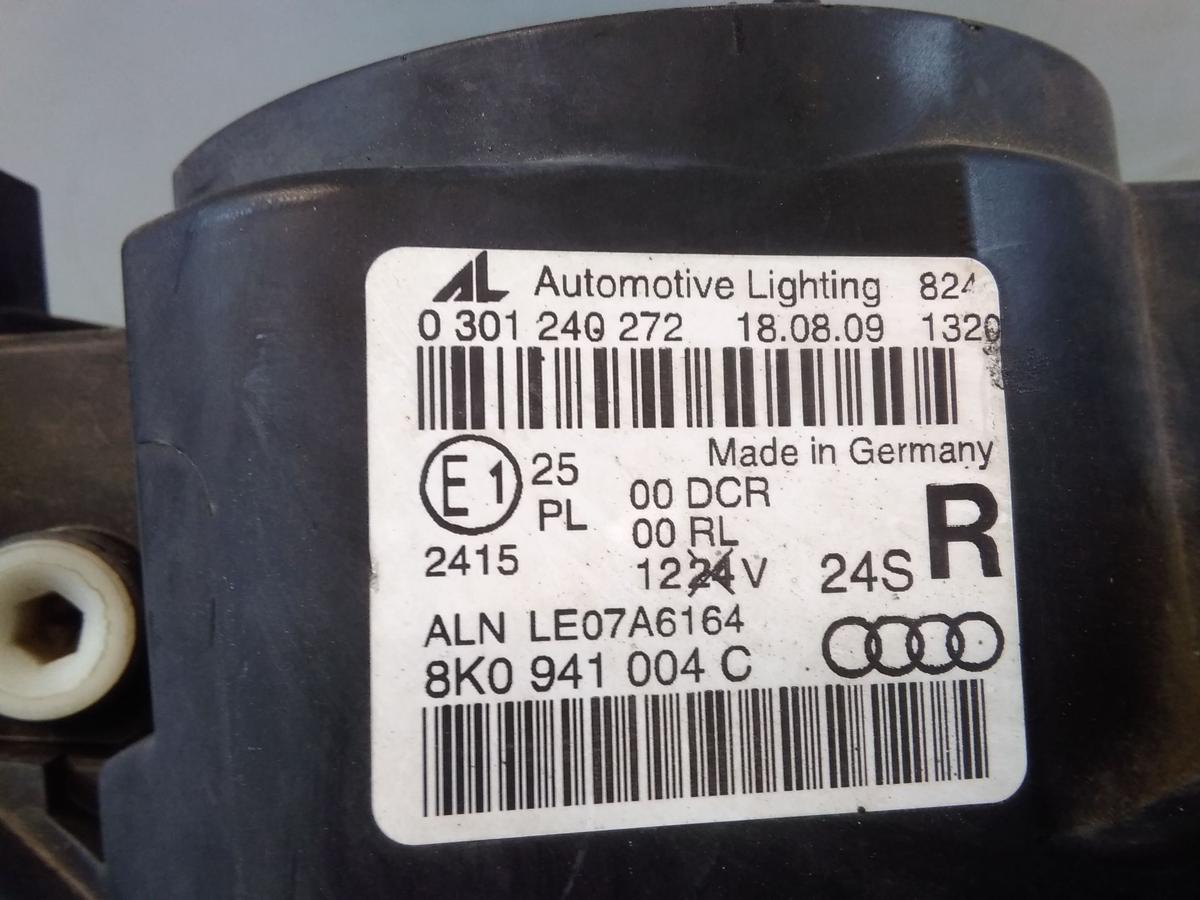 AL Automotive Lighting 824
0 301 240 272 18.08.09 1320
Made in Germany
E1 25 00 DCR
PL 00 RL R
2415 1224V 24S
ALN LE07A6164
8K0 941 004 C